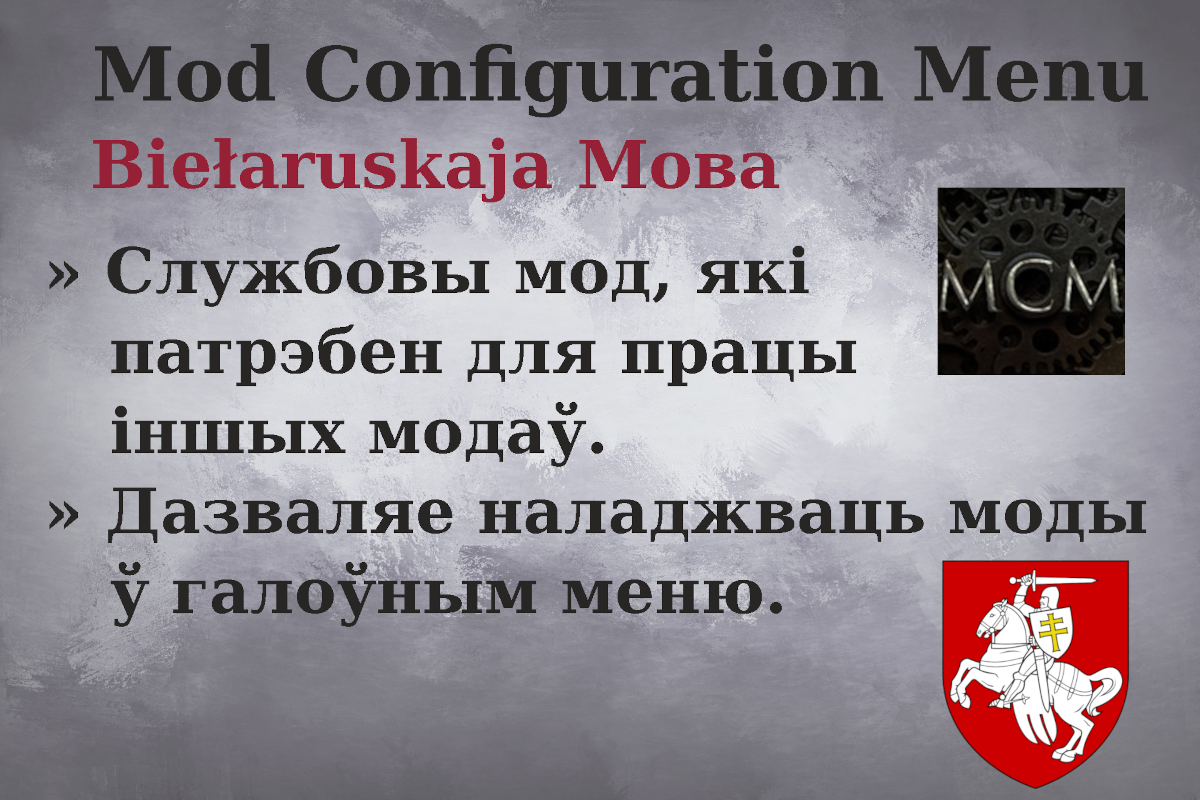 Mod Configuration Menu
Biełaruskaja Мова
» Службовы мод, які
патрэбен для працы
іншых модаў.
» Дазваляе наладжваць моды
ў галоўным меню.
MCM